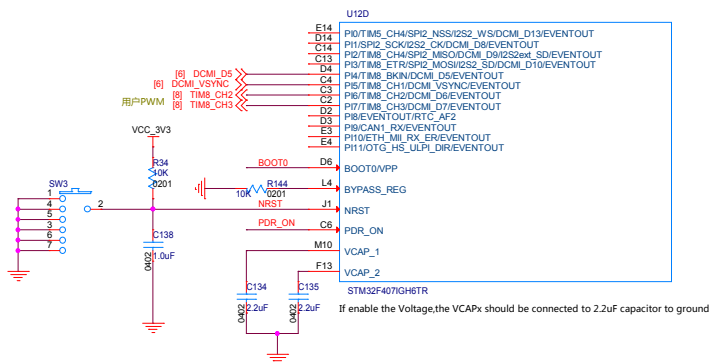 U12D
E14 PI0/TIM5_CH4/SPI2_NSS/I2S2_WS/DCMI_D13/EVENTOUT
D14 PI1/SPI2_SCK/I2S2_CK/DCMI_D8/EVENTOUT
C14 PI2/TIM8_CH4/SPI2_MISO/DCMI_D9/I2S2ext_SD/EVENTOUT
C13 PI3/TIM8_ETR/SPI2_MOSI/I2S2_SD/DCMI_D10/EVENTOUT
[6] DCMI_D5 D4 PI4/TIM8_BKIN/DCMI_D5/EVENTOUT
[6] DCMI_VSYNC C4 PI5/TIM8_CH1/DCMI_VSYNC/EVENTOUT
[8] TIM8_CH2 C3 PI6/TIM8_CH2/DCMI_D6/EVENTOUT
用户PWM
[8] TIM8_CH3 C2 PI7/TIM8_CH3/DCMI_D7/EVENTOUT
D2 PI8/EVENTOUT/RTC_AF2
D3 PI9/CAN1_RX/EVENTOUT
E3 PI10/ETH_MII_RX_ER/EVENTOUT
E4 PI11/OTG_HS_ULPI_DIR/EVENTOUT
VCC_3V3
R34
10K
0201
BOOT0 D6 BOOT0/VPP
R144 L4 BYPASS_REG
10K 0201
SW3
1
4 2 NRST J1 NRST
5
3
6
7
PDR_ON C6 PDR_ON
C138
1.0uF
0402
M10 VCAP_1
F13 VCAP_2
C134
2.2uF
0402
C135
2.2uF
0402
STM32F407IGH6TR
If enable the Voltage,the VCAPx should be connected to 2.2uF capacitor to ground